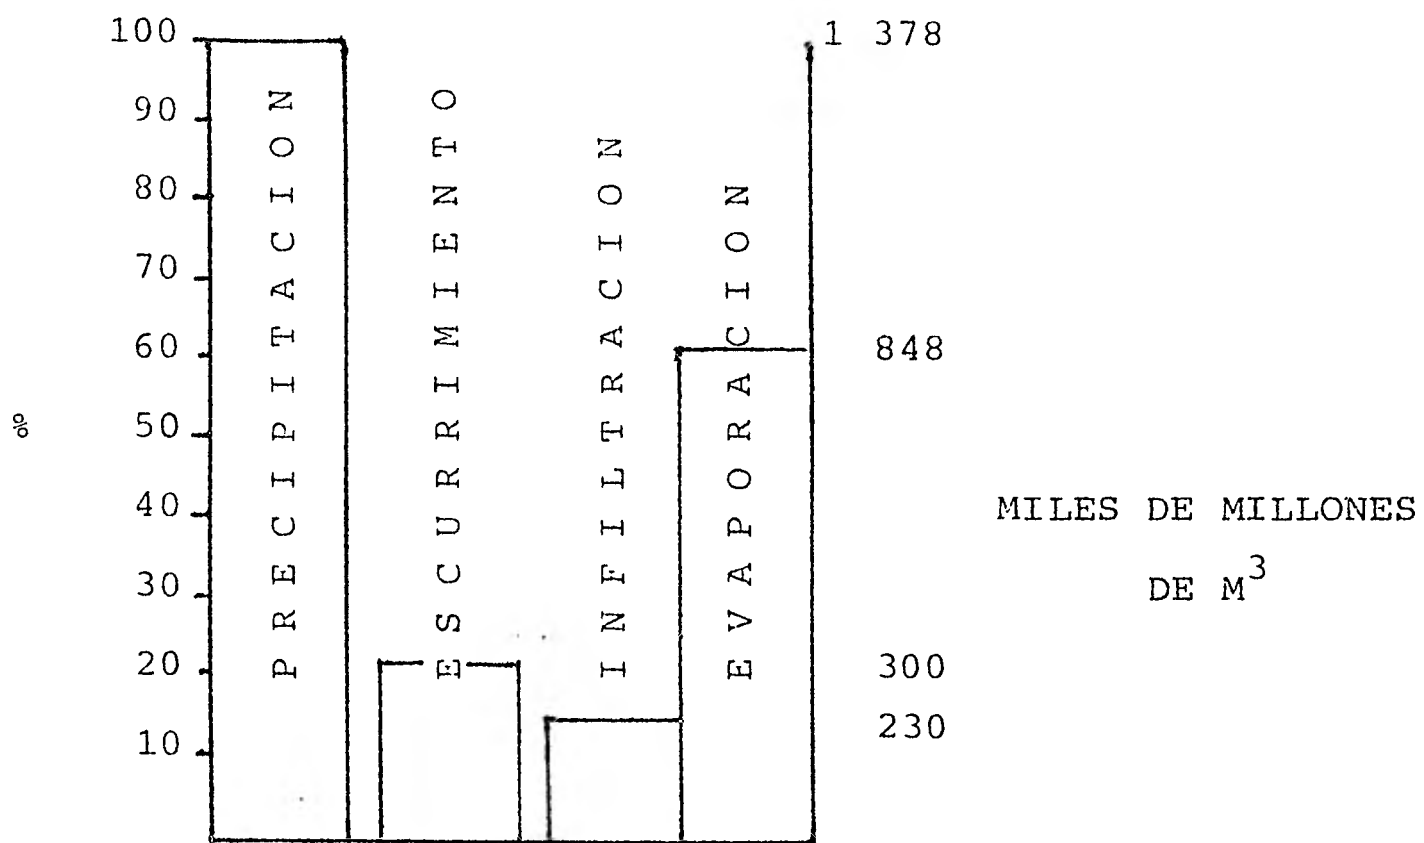 100
90
80
70
60
50
40
30
20
10
%
PRECIPITACION
ESCURRIMIENTO
INFILTRACION
EVAPORACION
1 378
848
300
230
MILES DE MILLONES
DE M³